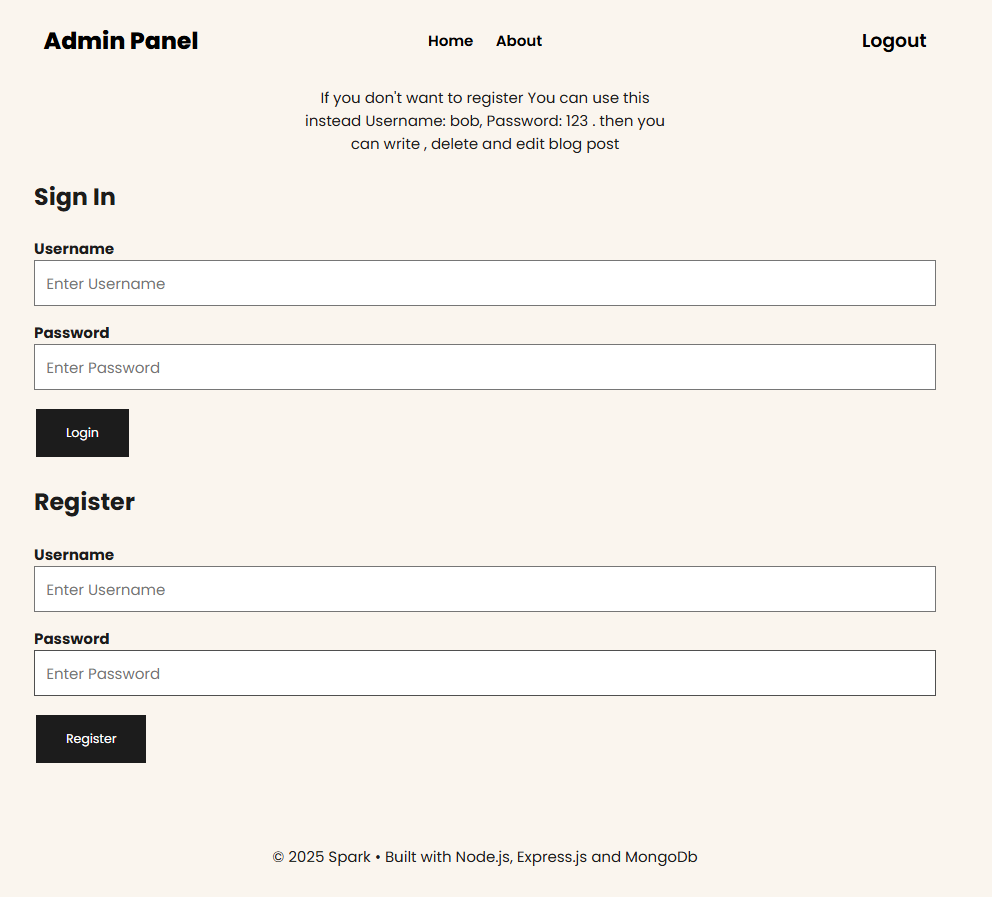 Admin Panel
Home
About
Logout
If you don't want to register You can use this
instead Username: bob, Password: 123 . then you
can write , delete and edit blog post
Sign In
Username
Enter Username
Password
Enter Password
Login
Register
Username
Enter Username
Password
Enter Password
Register
© 2025 Spark • Built with Node.js, Express.js and MongoDb